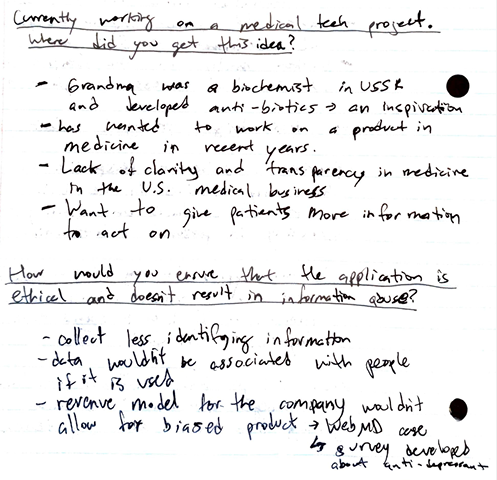 Currently working on a medical tech project.
Where did you get this idea?
- Grandma was a biochemist in USSR
and developed anti-biotics → an inspiration
- has wanted to work on a product in
medicine in recent years.
- Lack of clarity and transparency in medicine
in the U.S. medical business
- Want to give patients more information
to act on
How would you ensure that the application is
ethical and doesn't result in information abuse?
- collect less identifying information
- data wouldn't be associated with people
if it is used
- revenue model for the company wouldn't
allow for biased product → WebMD case
↳ survey developed
about anti-depressant